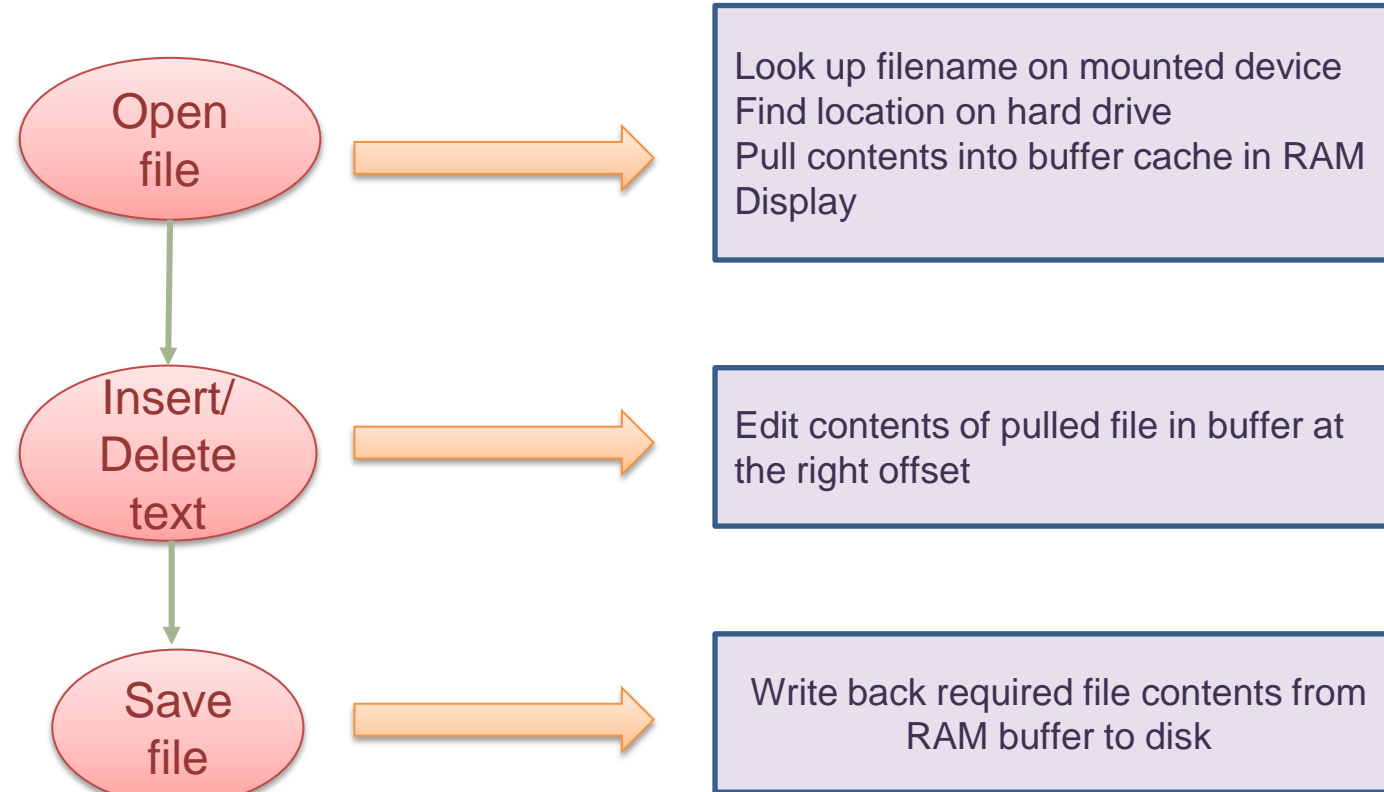 Open
file
Look up filename on mounted device
Find location on hard drive
Pull contents into buffer cache in RAM
Display
Insert/
Delete
text
Edit contents of pulled file in buffer at
the right offset
Save
file
Write back required file contents from
RAM buffer to disk